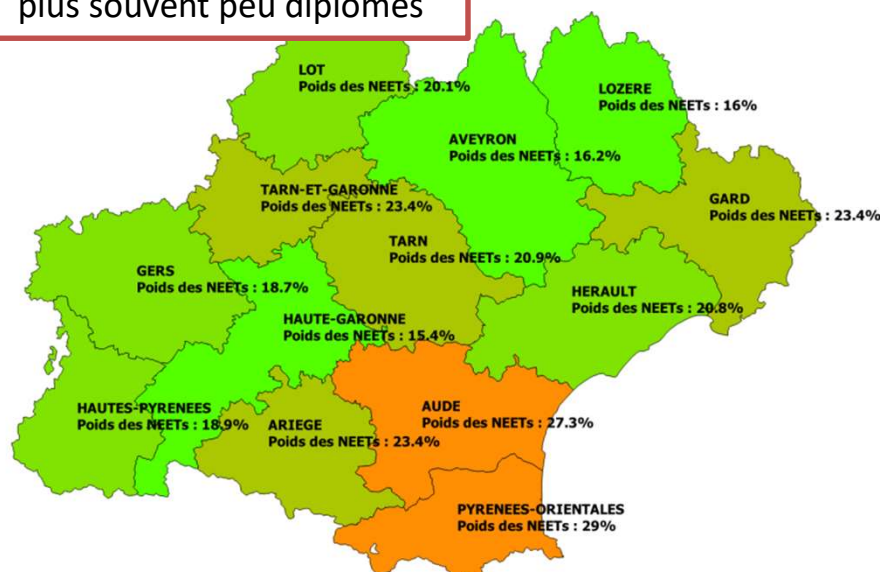 plus souvent peu diplômés
LOT
Poids des NEETs : 20.1%
LOZERE
Poids des NEETs : 16%
AVEYRON
Poids des NEETs : 16.2%
TARN-ET-GARONNE
Poids des NEETs : 23.4%
GARD
Poids des NEETs : 23.4%
TARN
Poids des NEETs : 20.9%
GERS
Poids des NEETs : 18.7%
HERAULT
Poids des NEETs : 20.8%
HAUTE-GARONNE
Poids des NEETs : 15.4%
HAUTES-PYRENEES
Poids des NEETs : 18.9%
ARIEGE
Poids des NEETs : 23.4%
AUDE
Poids des NEETs : 27.3%
PYRENEES-ORIENTALES
Poids des NEETs : 29%